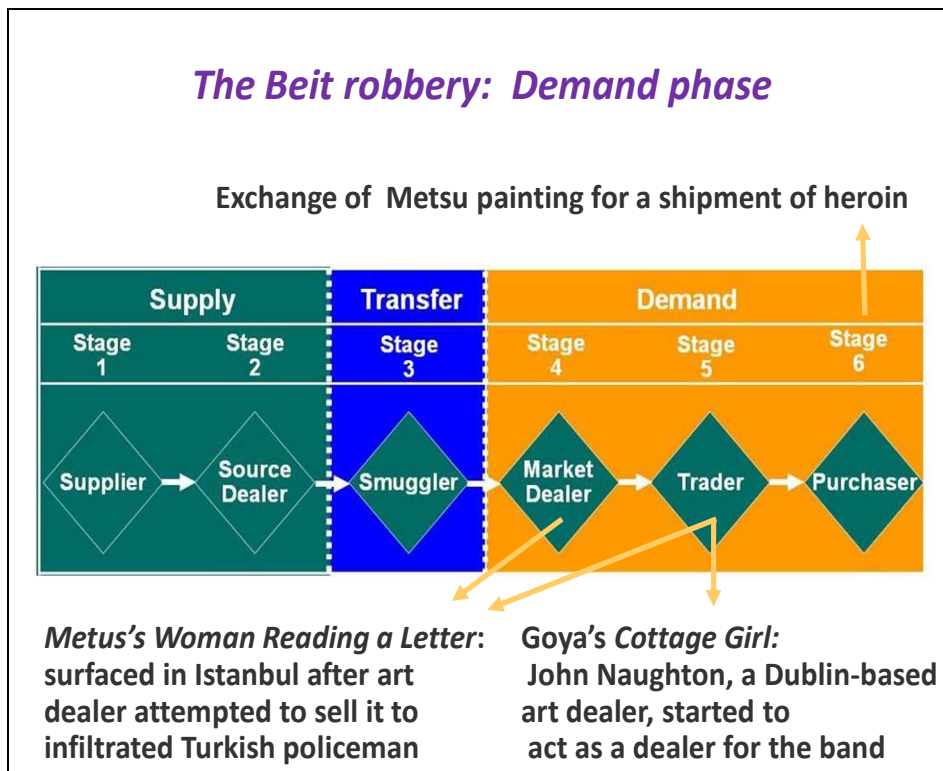 The Beit robbery: Demand phase
Exchange of Metsu painting for a shipment of heroin
Supply Transfer Demand
Stage 1
Stage 2
Stage 3
Stage 4
Stage 5
Stage 6
Supplier
Source
Dealer
Smuggler
Market
Dealer
Trader
Purchaser
Metus's Woman Reading a Letter:
surfaced in Istanbul after art
dealer attempted to sell it to
infiltrated Turkish policeman
Goya's Cottage Girl:
John Naughton, a Dublin-based
art dealer, started to
act as a dealer for the band